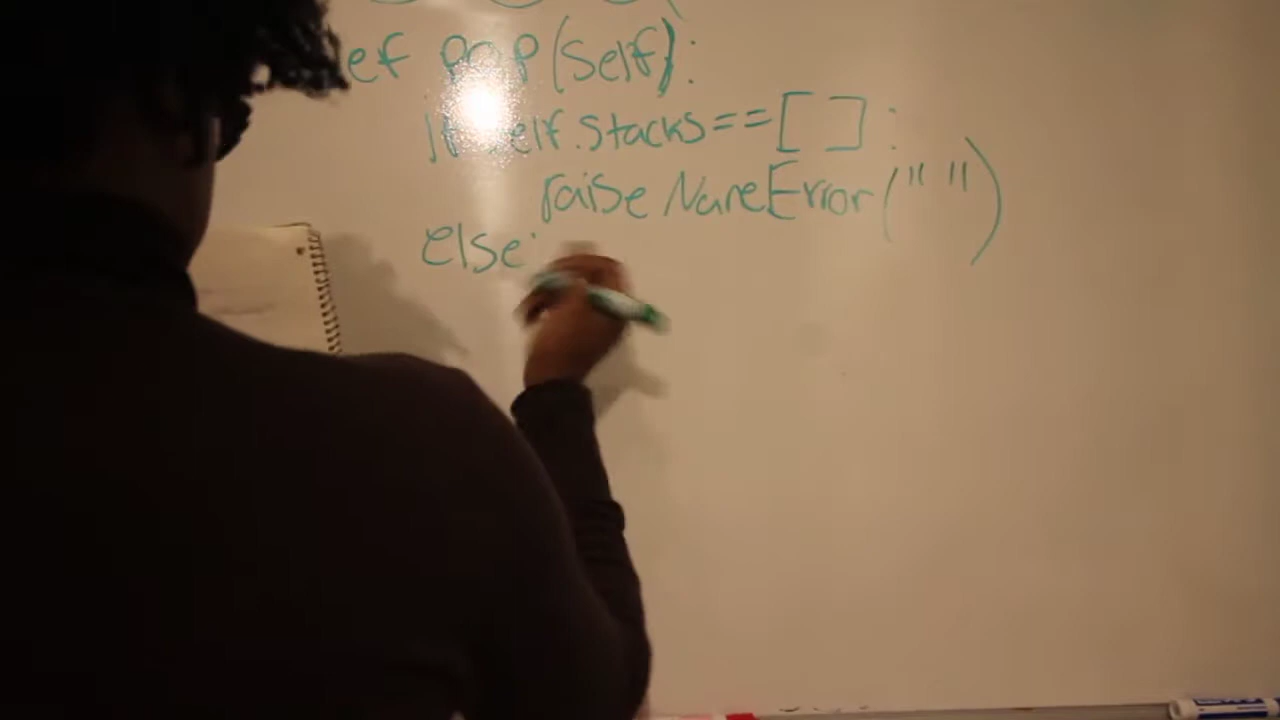 ef POP(self):
if self.stacks==[ ]:
raise NameError(" ")
else: